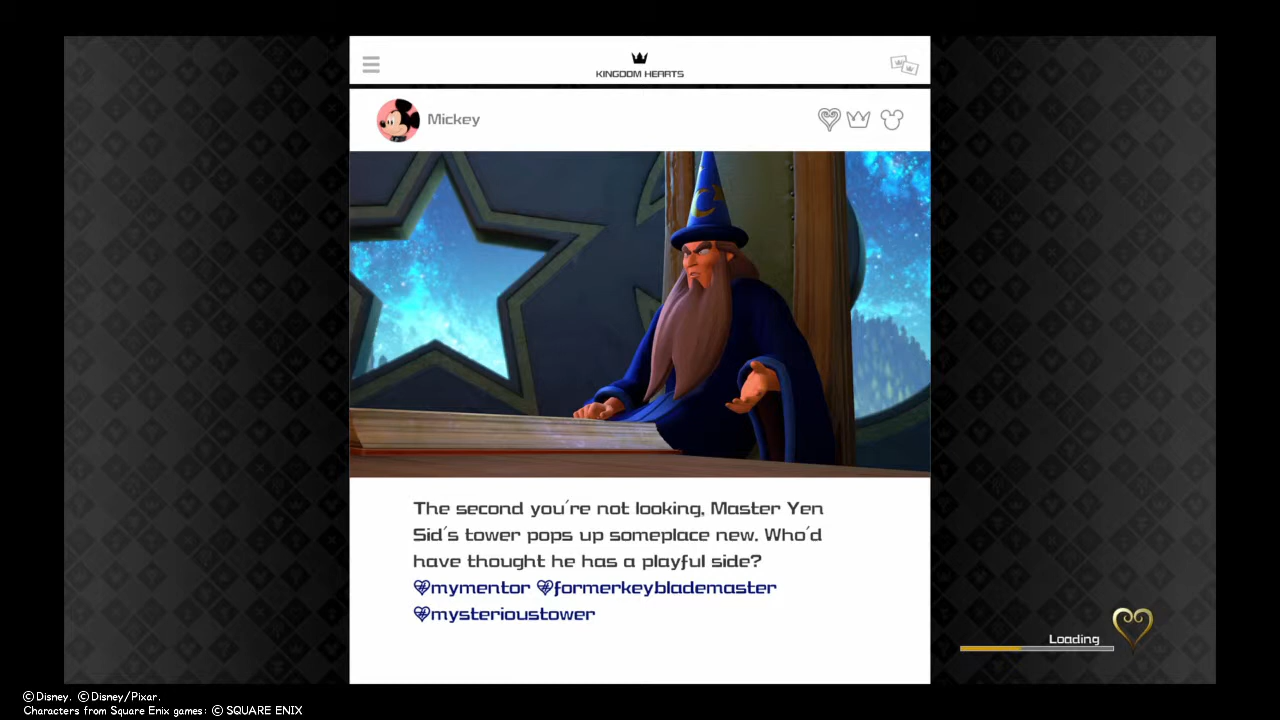 KINGDOM HEARTS
Mickey
The second you're not looking, Master Yen
Sid's tower pops up someplace new. Who'd
have thought he has a playful side?
#mymentor #formerkeyblademaster
#mysterioustower
Loading
©Disney. ©Disney/Pixar.
Characters from Square Enix games: © SQUARE ENIX